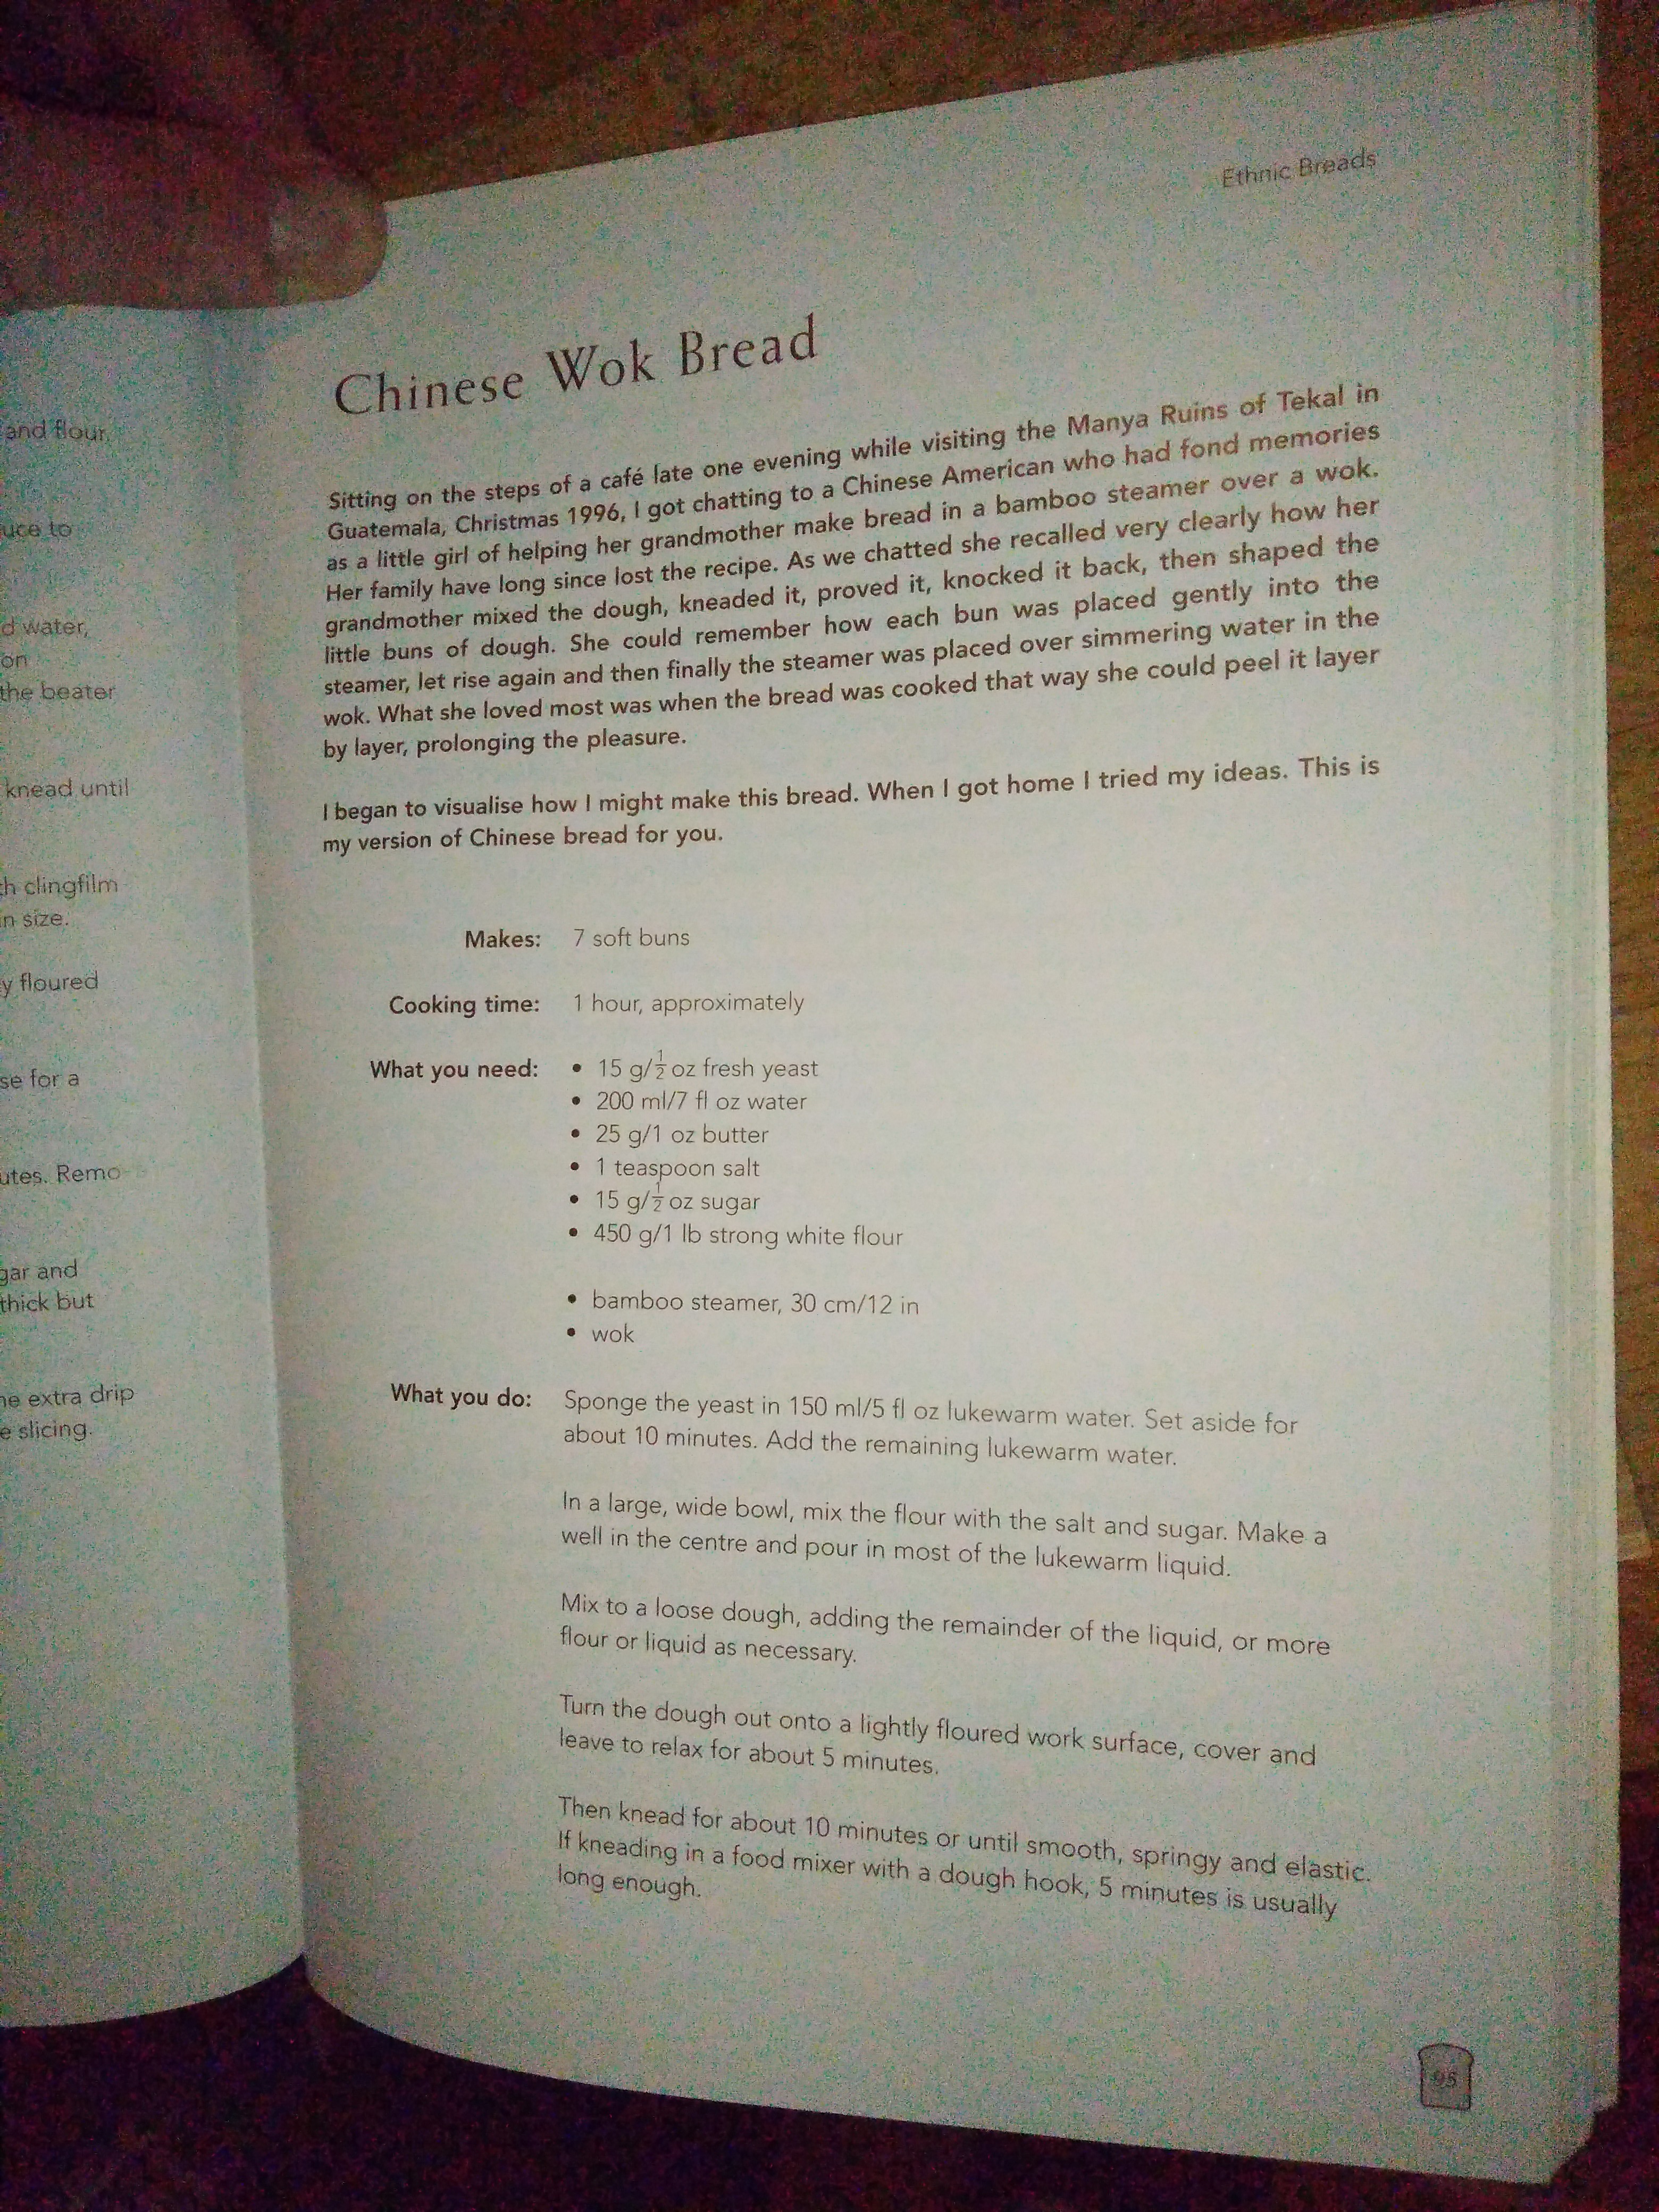 and flour.
uce to
d water,
on
the beater
knead until
th clingfilm
in size.
y floured
se for a
utes. Remo
gar and
thick but
ne extra drip
e slicing.
Ethnic Breads
Chinese Wok Bread
Sitting on the steps of a café late one evening while visiting the Manya Ruins of Tekal in
Guatemala, Christmas 1996, I got chatting to a Chinese American who had fond memories
as a little girl of helping her grandmother make bread in a bamboo steamer over a wok.
Her family have long since lost the recipe. As we chatted she recalled very clearly how her
grandmother mixed the dough, kneaded it, proved it, knocked it back, then shaped the
little buns of dough. She could remember how each bun was placed gently into the
steamer, let rise again and then finally the steamer was placed over simmering water in the
wok. What she loved most was when the bread was cooked that way she could peel it layer
by layer, prolonging the pleasure.
I began to visualise how I might make this bread. When I got home I tried my ideas. This is
my version of Chinese bread for you.
Makes: 7 soft buns
Cooking time: 1 hour, approximately
What you need: • 15 g/½ oz fresh yeast
• 200 ml/7 fl oz water
• 25 g/1 oz butter
• 1 teaspoon salt
• 15 g/½ oz sugar
• 450 g/1 lb strong white flour
• bamboo steamer, 30 cm/12 in
• wok
What you do: Sponge the yeast in 150 ml/5 fl oz lukewarm water. Set aside for
about 10 minutes. Add the remaining lukewarm water.
In a large, wide bowl, mix the flour with the salt and sugar. Make a
well in the centre and pour in most of the lukewarm liquid.
Mix to a loose dough, adding the remainder of the liquid, or more
flour or liquid as necessary.
Turn the dough out onto a lightly floured work surface, cover and
leave to relax for about 5 minutes.
Then knead for about 10 minutes or until smooth, springy and elastic.
If kneading in a food mixer with a dough hook, 5 minutes is usually
long enough.
95